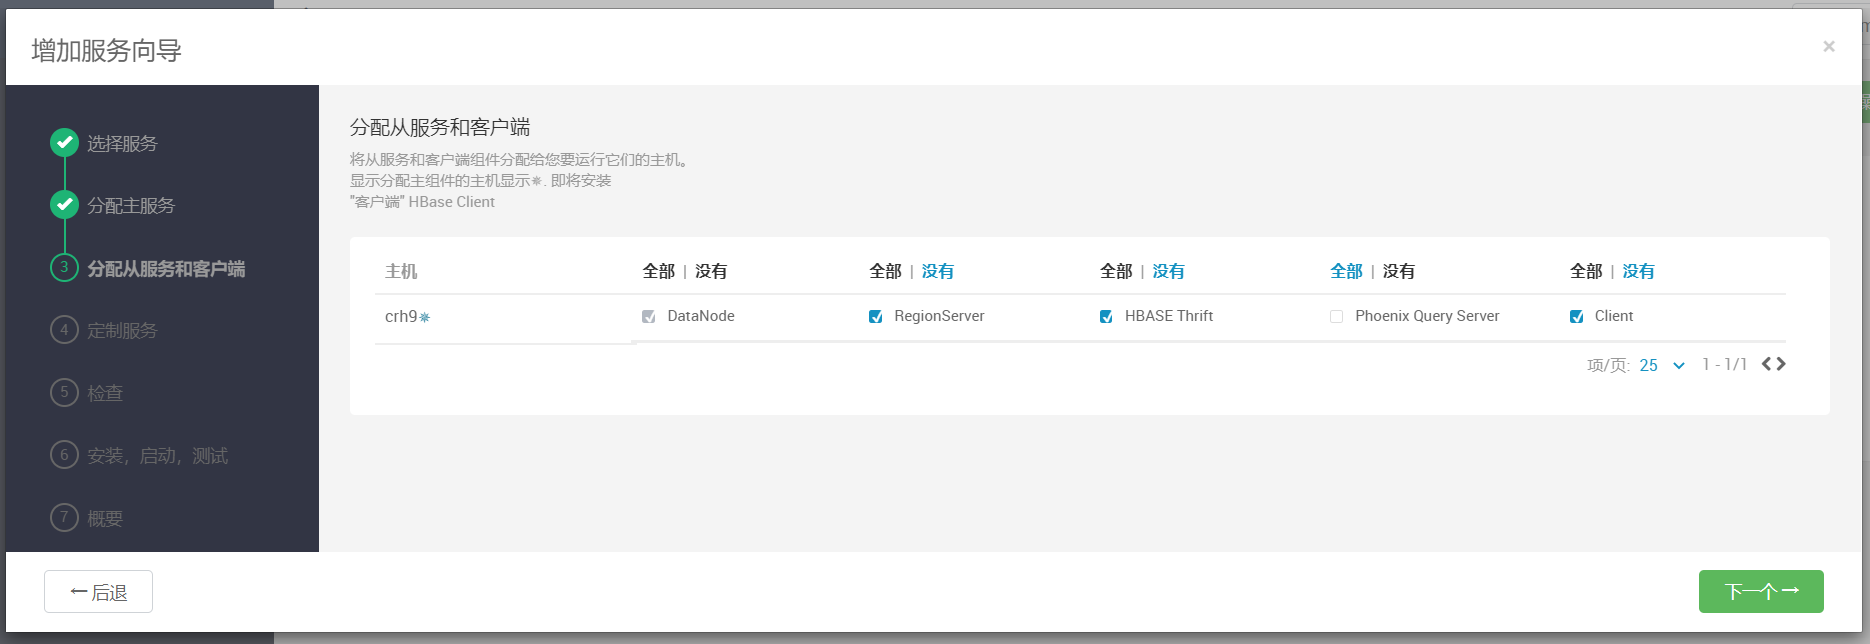 增加服务向导
×
选择服务
分配主服务
3 分配从服务和客户端
4 定制服务
5 检查
6 安装，启动，测试
7 概要
分配从服务和客户端
将从服务和客户端组件分配给您要运行它们的主机。
显示分配主组件的主机显示✵. 即将安装
"客户端" HBase Client
主机 全部 | 没有 全部 | 没有 全部 | 没有 全部 | 没有 全部 | 没有
crh9✵ DataNode RegionServer HBASE Thrift Phoenix Query Server Client
项/页: 25 1 - 1/1
←后退
下一个→